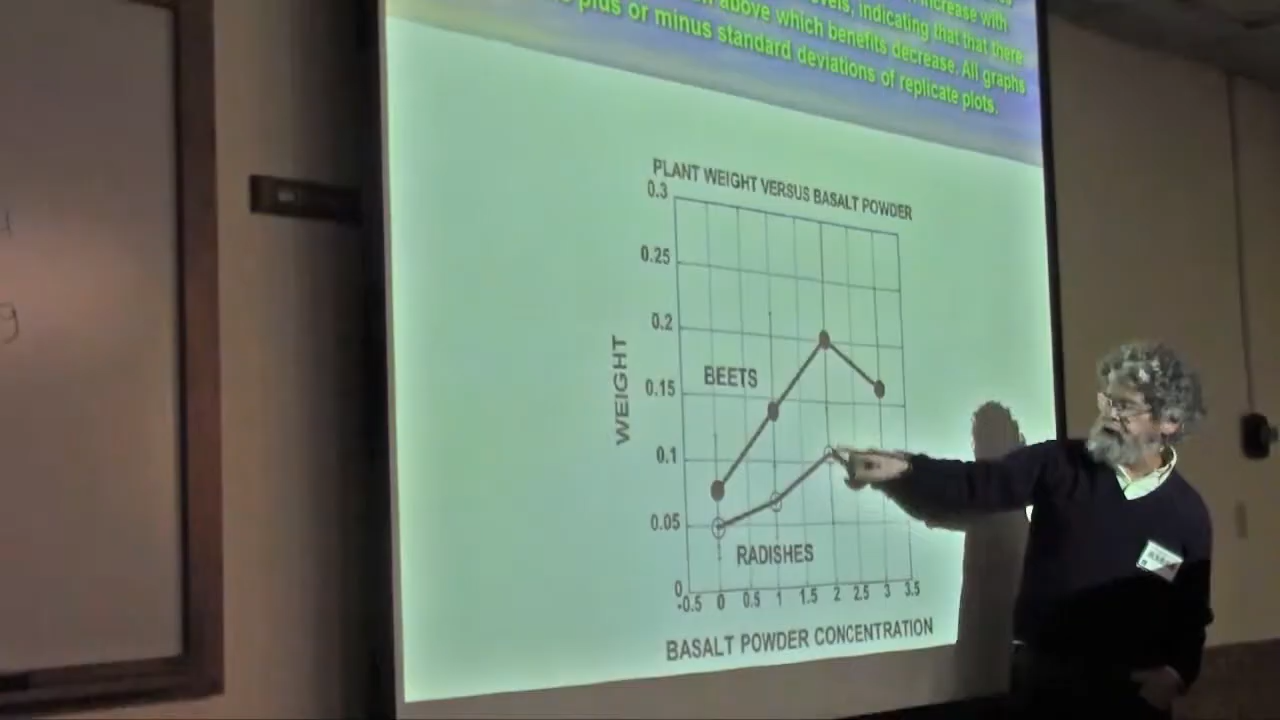 increase with
levels, indicating that that there
above which benefits decrease. All graphs
plus or minus standard deviations of replicate plots.
PLANT WEIGHT VERSUS BASALT POWDER
0.3
0.25
0.2
0.15
0.1
0.05
0
WEIGHT
BEETS
RADISHES
-0.5 0 0.5 1 1.5 2 2.5 3 3.5
BASALT POWDER CONCENTRATION